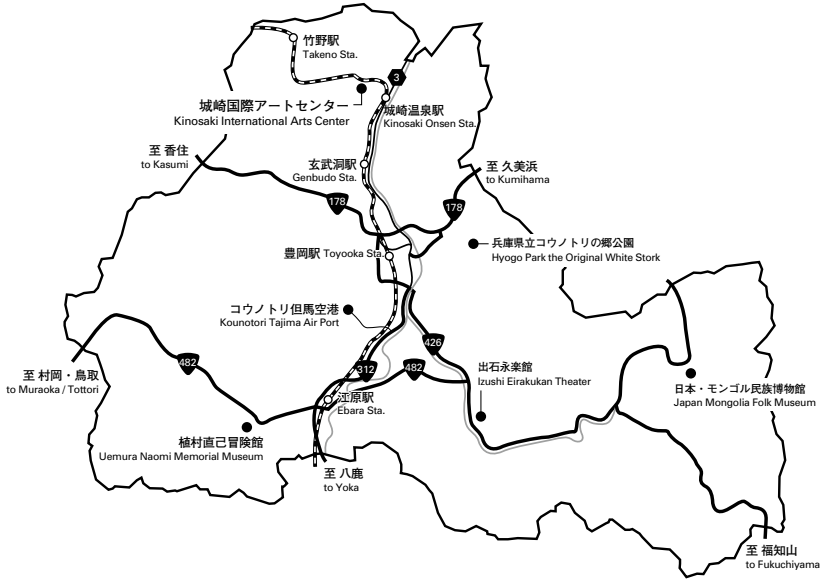 竹野駅
Takeno Sta.
3
城崎国際アートセンター
Kinosaki International Arts Center
城崎温泉駅
Kinosaki Onsen Sta.
至 香住
to Kasumi
玄武洞駅
Genbudo Sta.
至 久美浜
to Kumihama
178
178
兵庫県立コウノトリの郷公園
Hyogo Park the Original White Stork
豊岡駅 Toyooka Sta.
コウノトリ但馬空港
Kounotori Tajima Air Port
426
482
312
482
出石永楽館
Izushi Eirakukan Theater
至 村岡・鳥取
to Muraoka / Tottori
日本・モンゴル民族博物館
Japan Mongolia Folk Museum
江原駅
Ebara Sta.
植村直己冒険館
Uemura Naomi Memorial Museum
至 八鹿
to Yoka
至 福知山
to Fukuchiyama